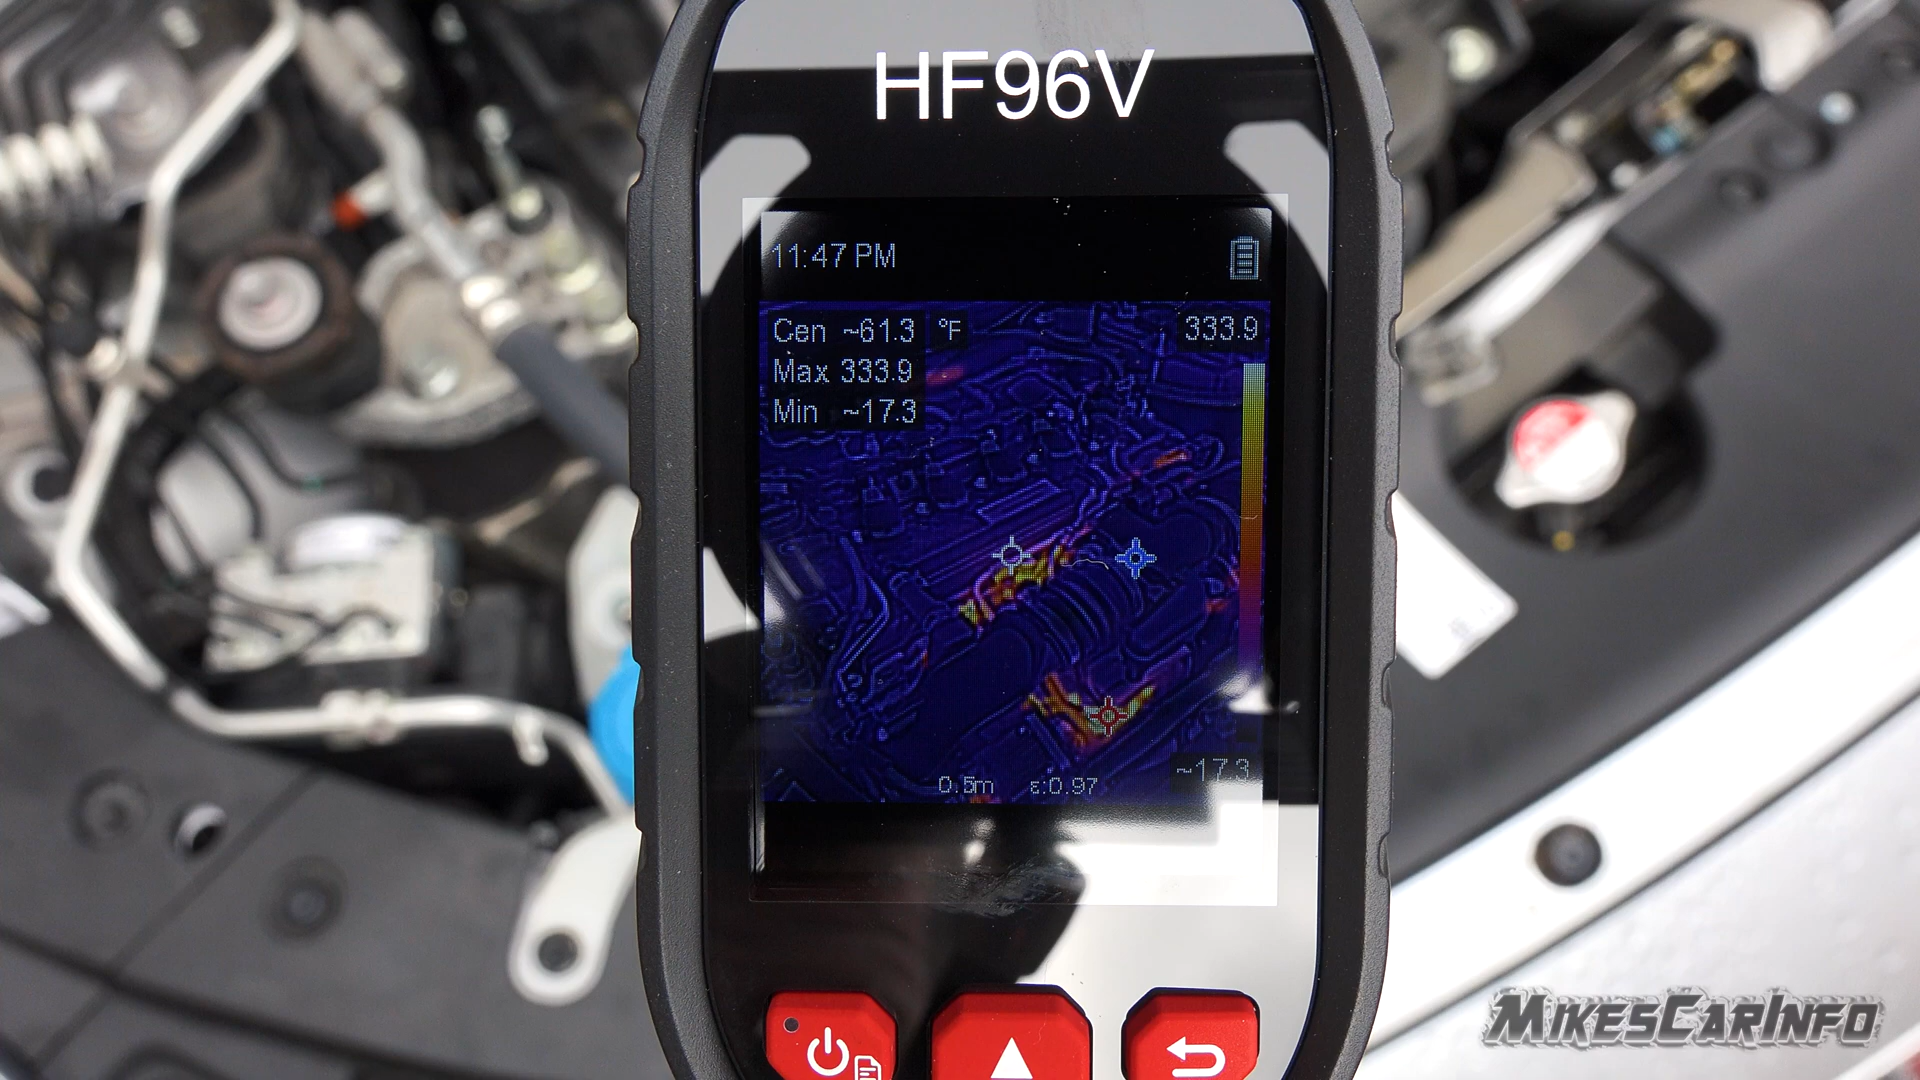 HF96V
11:47 PM
Cen ~61.3 °F
333.9
Max 333.9
Min ~17.3
~17.3
0.5m ε:0.97
MIKESCARINFO